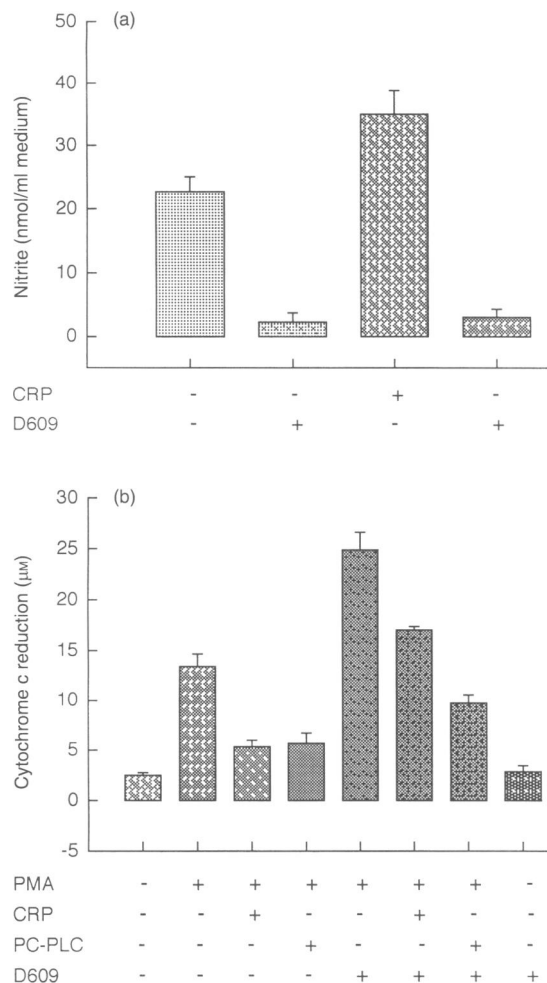 (a)
50
40
30
20
10
0
Nitrite (nmol/ml medium)
CRP - - + -
D609 - + - +
(b)
30
25
20
15
10
5
0
-5
Cytochrome c reduction (μM)
PMA - + + + + + + -
CRP - - + - - + - -
PC-PLC - - - + - - + -
D609 - - - - + + + +